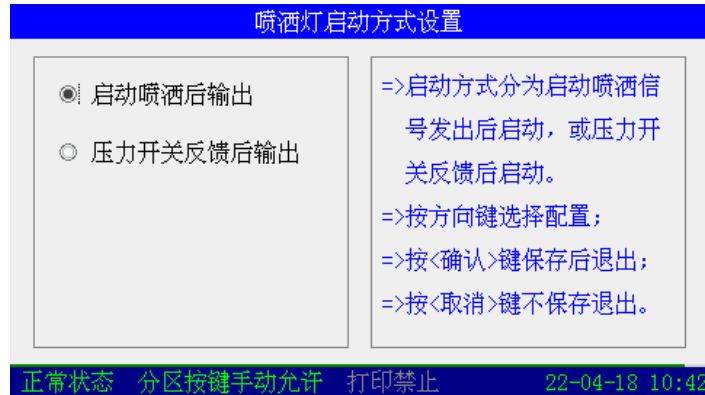 喷洒灯启动方式设置
启动喷洒后输出
压力开关反馈后输出
=>启动方式分为启动喷洒信
号发出后启动，或压力开
关反馈后启动。
=>按方向键选择配置；
=>按<确认>键保存后退出；
=>按<取消>键不保存退出。
正常状态 分区按键手动允许 打印禁止 22-04-18 10:42